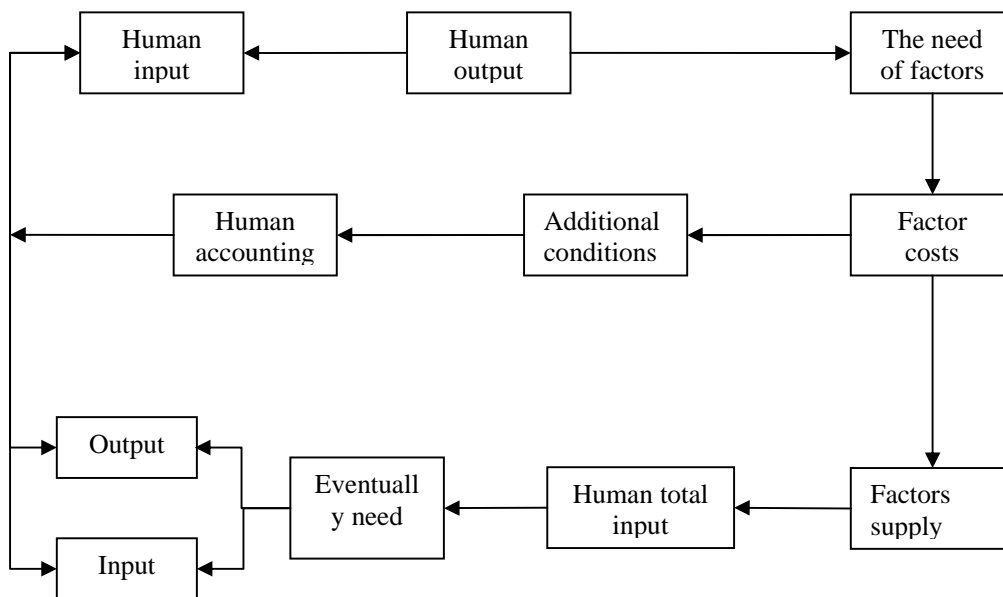 Human
input
Human
output
The need
of factors
Human
accounting
Additional
conditions
Factor
costs
Output
Eventuall
y need
Human total
input
Factors
supply
Input